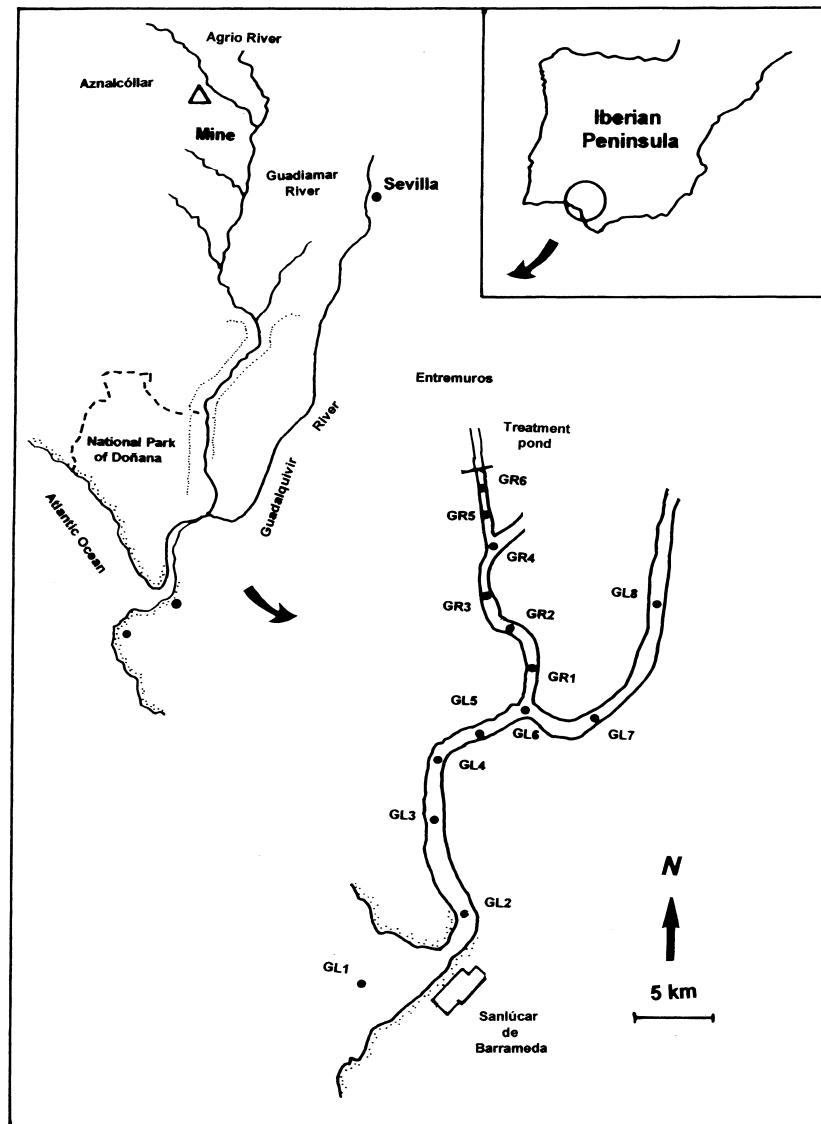 Agrio River
Aznalcóllar
Mine
Guadiamar
River
Sevilla
Iberian
Peninsula
National Park
of Doñana
Atlantic Ocean
Guadalquivir
River
Entremuros
Treatment
pond
GR6
GR5
GR4
GR3
GR2
GR1
GL8
GL5
GL6
GL7
GL4
GL3
GL2
GL1
N
5 km
Sanlúcar
de
Barrameda